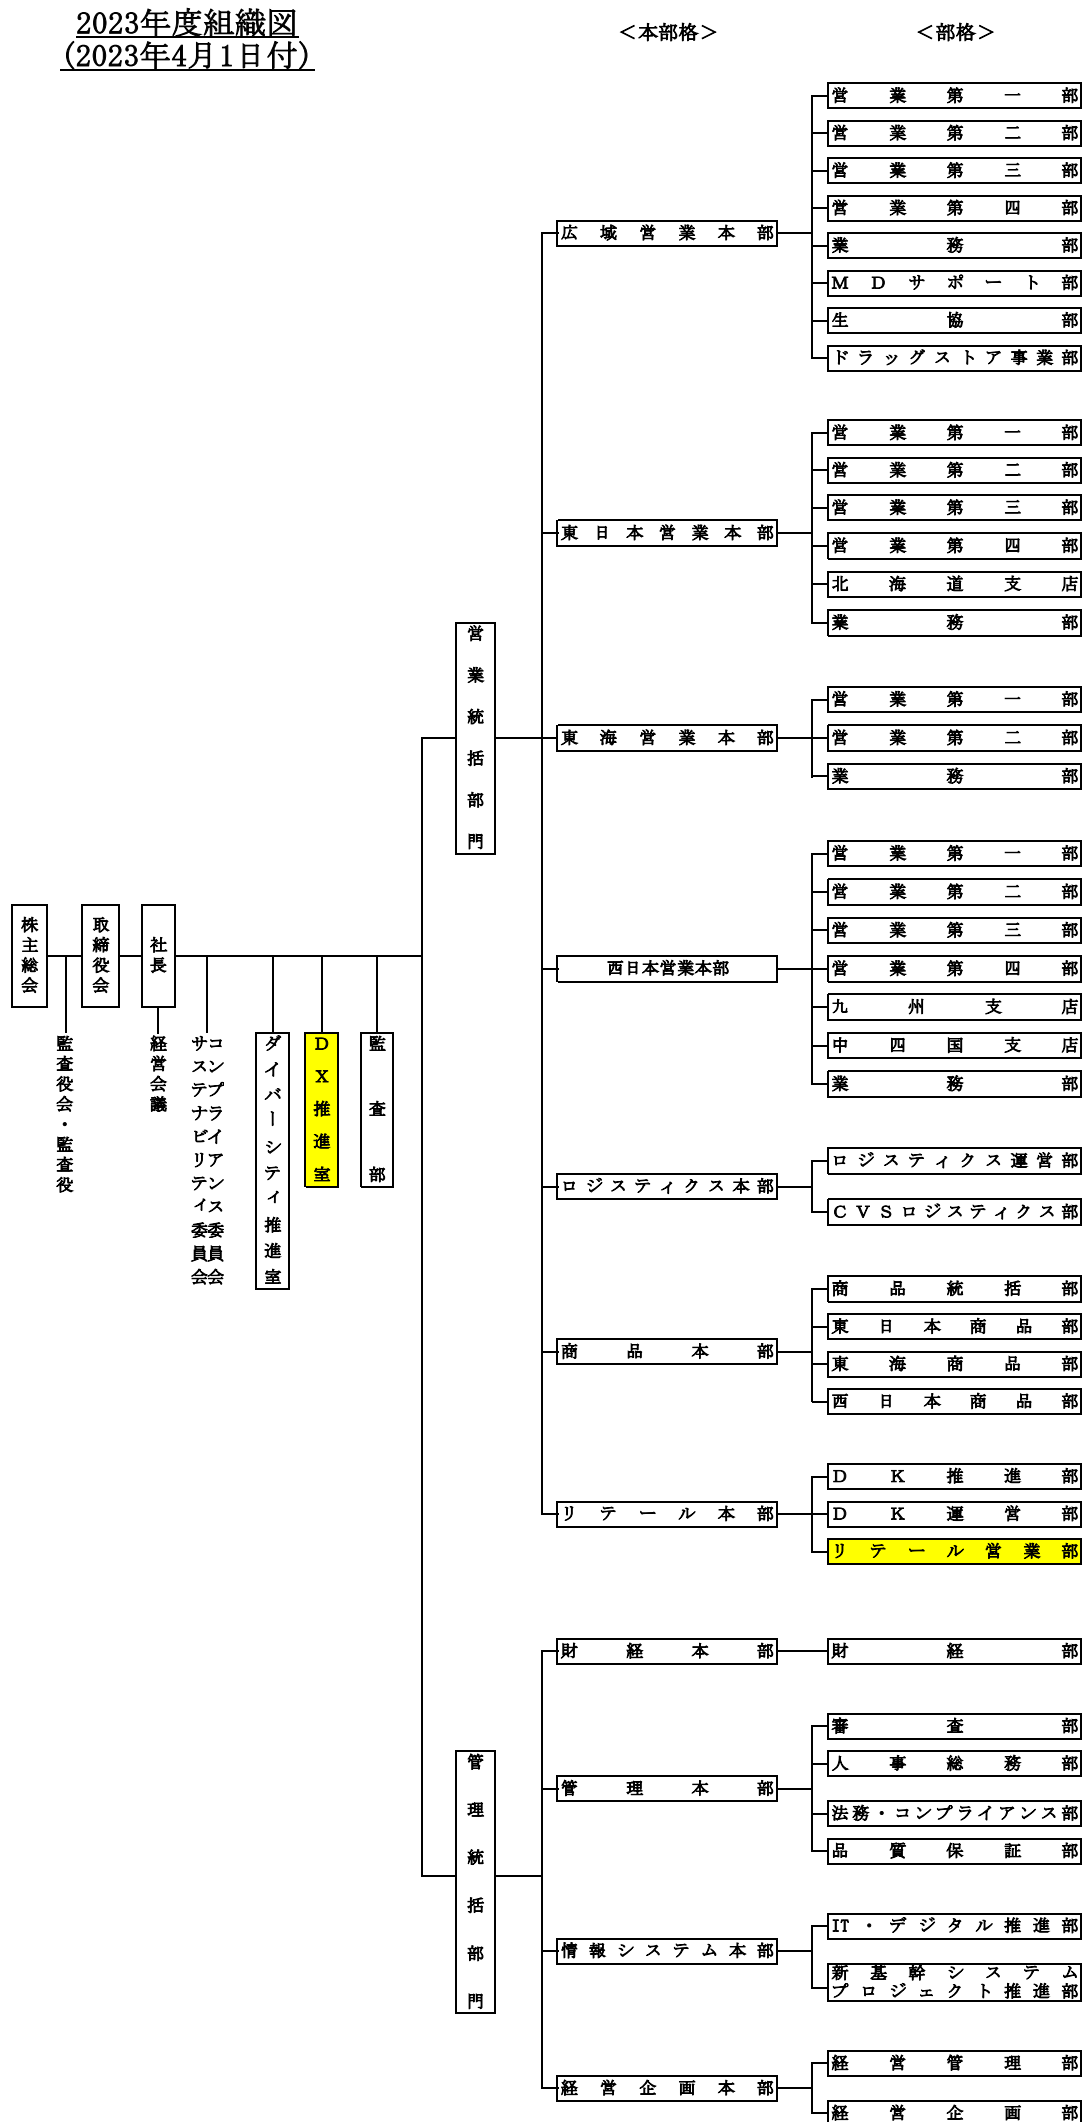 2023年度組織図
(2023年4月1日付)
＜本部格＞
＜部格＞
株主総会
監査役会・監査役
取締役会
社長
経営会議
コンプライアンス委員会
サステナビリティ委員会
ダイバーシティ推進室
ＤＸ推進室
監査部
営業統括部門
広域営業本部
営業第一部
営業第二部
営業第三部
営業第四部
業務部
ＭＤサポート部
生協部
ドラッグストア事業部
東日本営業本部
営業第一部
営業第二部
営業第三部
営業第四部
北海道支店
業務部
東海営業本部
営業第一部
営業第二部
業務部
西日本営業本部
営業第一部
営業第二部
営業第三部
営業第四部
九州支店
中四国支店
業務部
ロジスティクス本部
ロジスティクス運営部
ＣＶＳロジスティクス部
商品本部
商品統括部
東日本商品部
東海商品部
西日本商品部
リテール本部
ＤＫ推進部
ＤＫ運営部
リテール営業部
管理統括部門
財経本部
財経部
管理本部
審査部
人事総務部
法務・コンプライアンス部
品質保証部
情報システム本部
IT・デジタル推進部
新基幹システム
プロジェクト推進部
経営企画本部
経営管理部
経営企画部